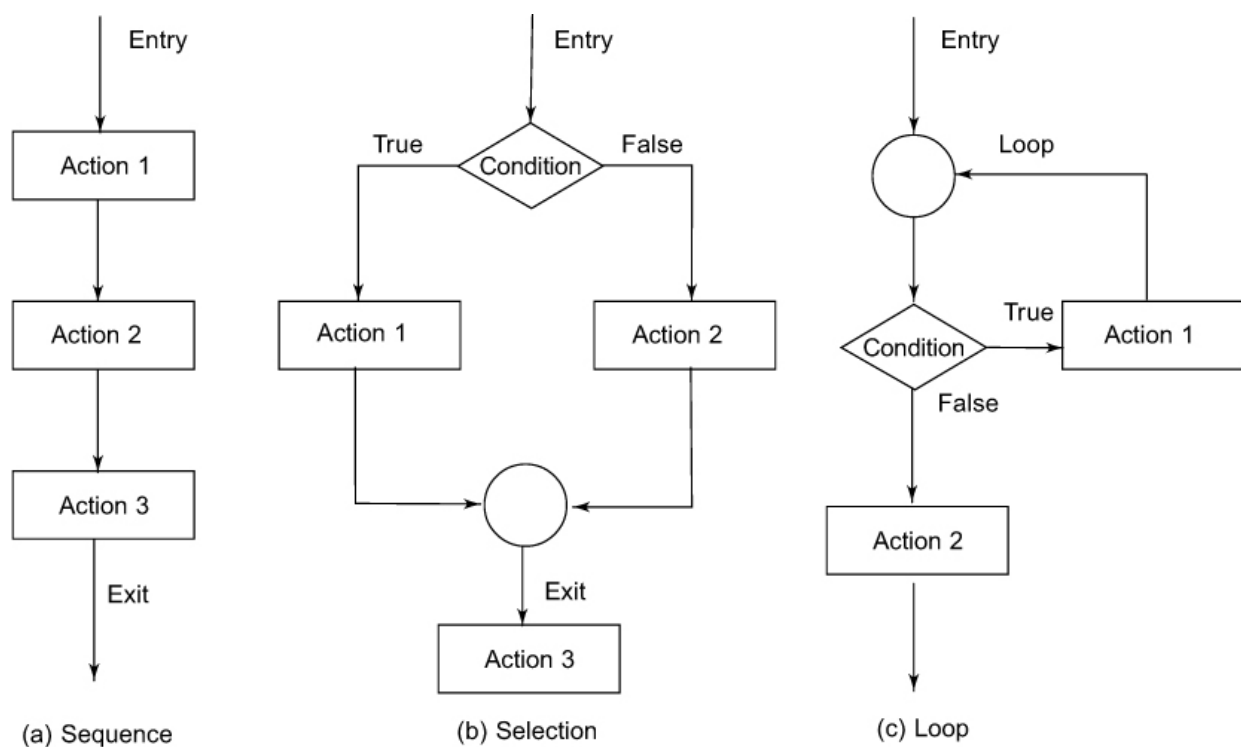 Entry
Action 1
Action 2
Action 3
Exit
(a) Sequence
Entry
True
False
Condition
Action 1
Action 2
Exit
Action 3
(b) Selection
Entry
Loop
Condition
True
Action 1
False
Action 2
(c) Loop